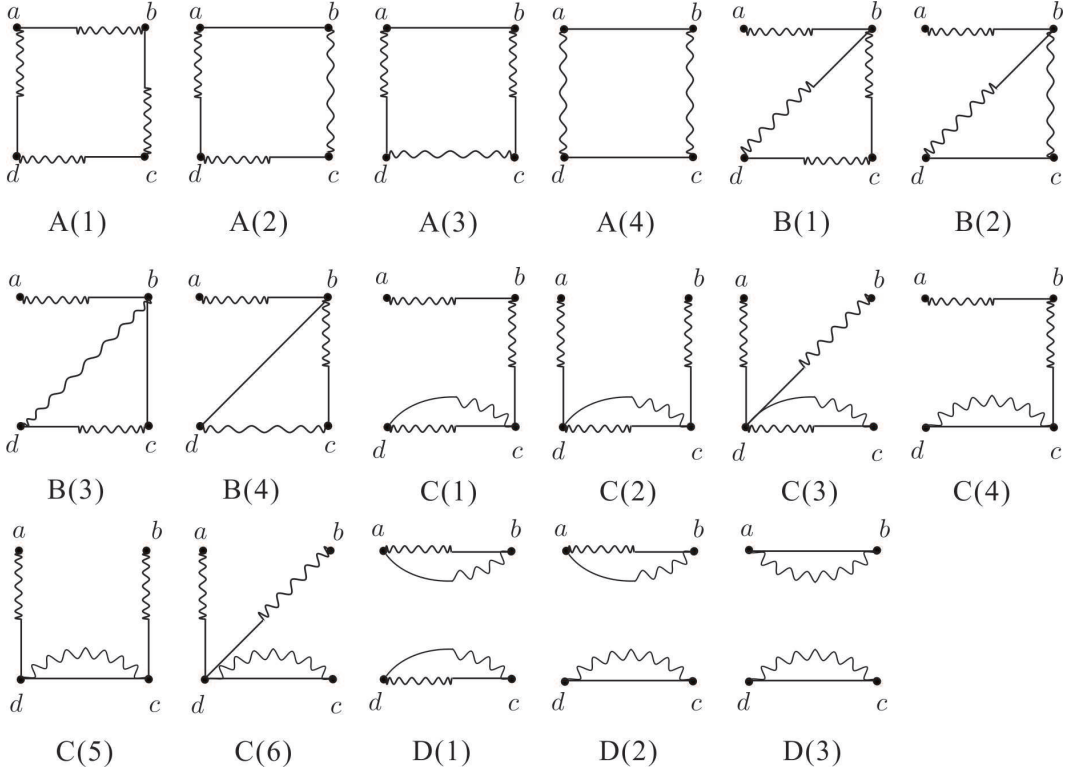 a b a b a b a b a b a b
d c d c d c d c d c d c
A(1) A(2) A(3) A(4) B(1) B(2)
a b a b a b a b a b a b
d c d c d c d c d c d c
B(3) B(4) C(1) C(2) C(3) C(4)
a b a b a b a b a b
d c d c d c d c d c
C(5) C(6) D(1) D(2) D(3)